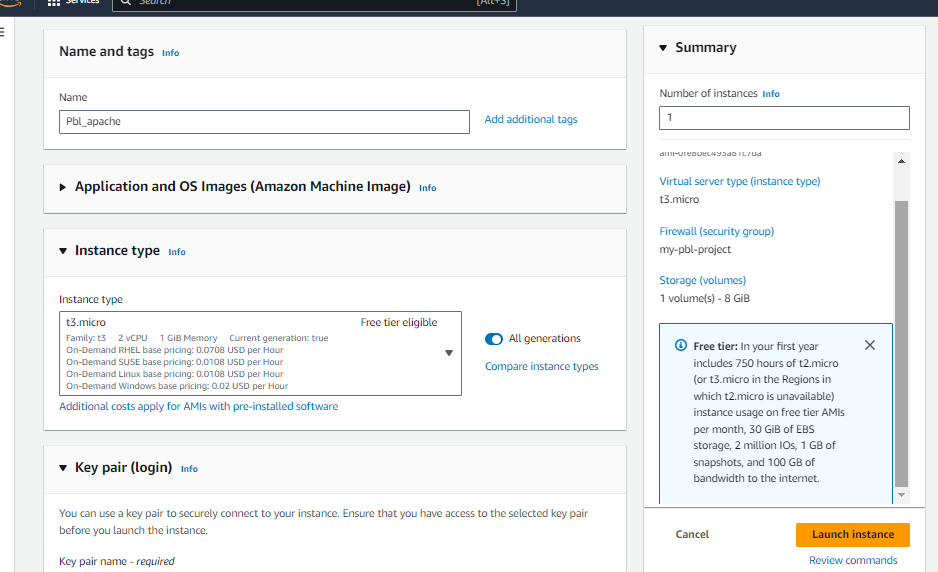 Services
Search
[Alt+S]
Name and tags Info
Name
Pbl_apache
Add additional tags
Application and OS Images (Amazon Machine Image) Info
Instance type Info
Instance type
t3.micro
Free tier eligible
Family: t3 2 vCPU 1 GiB Memory Current generation: true
On-Demand RHEL base pricing: 0.0708 USD per Hour
On-Demand SUSE base pricing: 0.0108 USD per Hour
On-Demand Linux base pricing: 0.0108 USD per Hour
On-Demand Windows base pricing: 0.02 USD per Hour
All generations
Compare instance types
Additional costs apply for AMIs with pre-installed software
Key pair (login) Info
You can use a key pair to securely connect to your instance. Ensure that you have access to the selected key pair
before you launch the instance.
Key pair name - required
Summary
Number of instances Info
1
Virtual server type (instance type)
t3.micro
Firewall (security group)
my-pbl-project
Storage (volumes)
1 volume(s) - 8 GiB
Free tier: In your first year
includes 750 hours of t2.micro
(or t3.micro in the Regions in
which t2.micro is unavailable)
instance usage on free tier AMIs
per month, 30 GiB of EBS
storage, 2 million IOs, 1 GB of
snapshots, and 100 GB of
bandwidth to the internet.
Cancel
Launch instance
Review commands